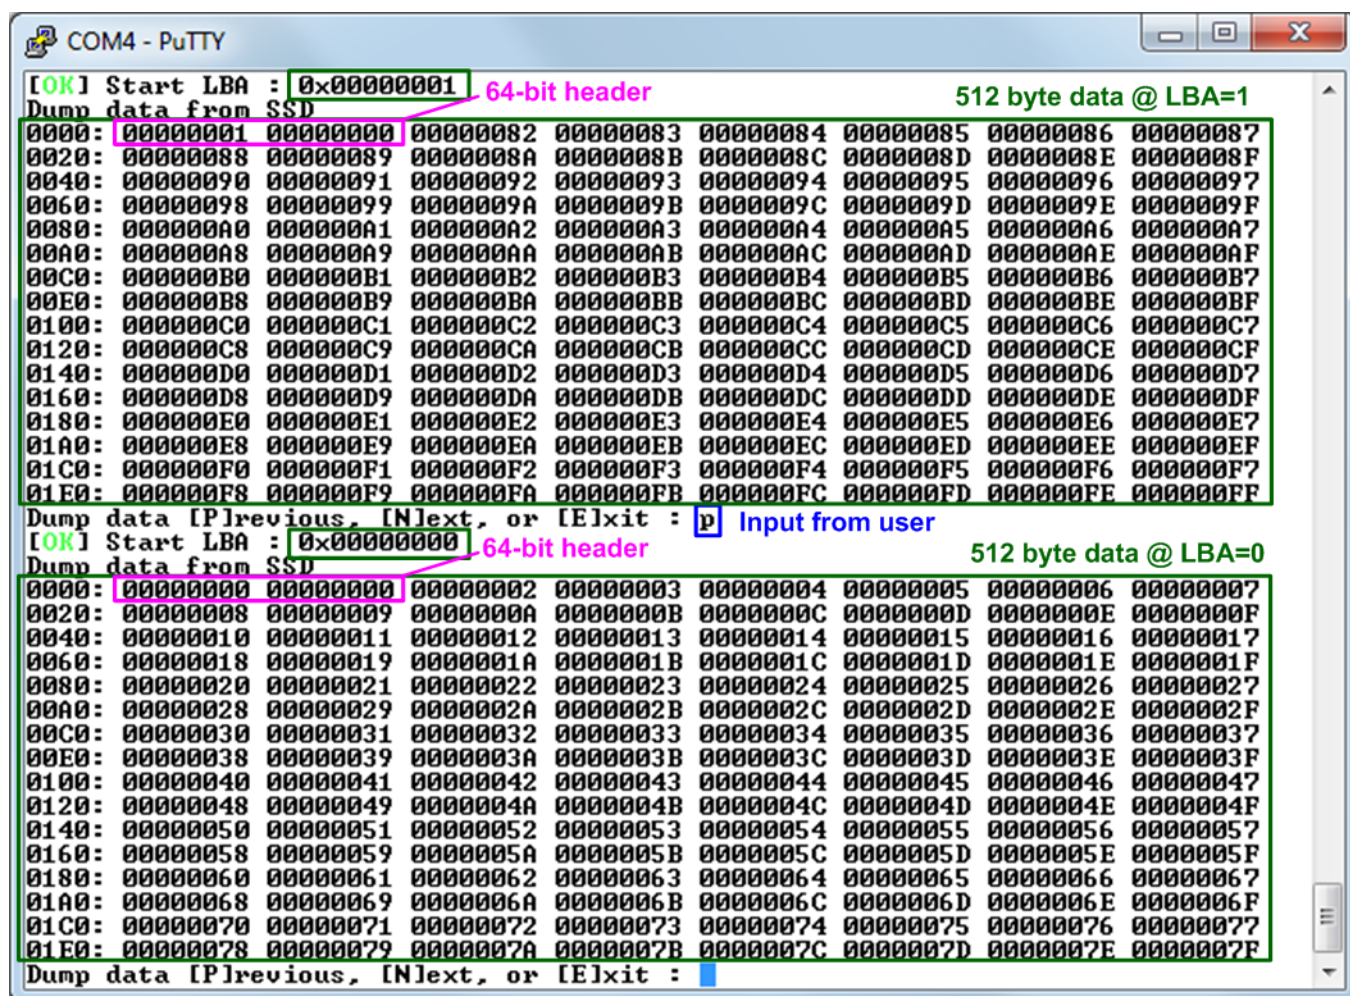 COM4 - PuTTY
[OK] Start LBA : 0x00000001
64-bit header
512 byte data @ LBA=1
Dump data from SSD
0000: 00000001 00000000 00000082 00000083 00000084 00000085 00000086 00000087
0020: 00000088 00000089 0000008A 0000008B 0000008C 0000008D 0000008E 0000008F
0040: 00000090 00000091 00000092 00000093 00000094 00000095 00000096 00000097
0060: 00000098 00000099 0000009A 0000009B 0000009C 0000009D 0000009E 0000009F
0080: 000000A0 000000A1 000000A2 000000A3 000000A4 000000A5 000000A6 000000A7
00A0: 000000A8 000000A9 000000AA 000000AB 000000AC 000000AD 000000AE 000000AF
00C0: 000000B0 000000B1 000000B2 000000B3 000000B4 000000B5 000000B6 000000B7
00E0: 000000B8 000000B9 000000BA 000000BB 000000BC 000000BD 000000BE 000000BF
0100: 000000C0 000000C1 000000C2 000000C3 000000C4 000000C5 000000C6 000000C7
0120: 000000C8 000000C9 000000CA 000000CB 000000CC 000000CD 000000CE 000000CF
0140: 000000D0 000000D1 000000D2 000000D3 000000D4 000000D5 000000D6 000000D7
0160: 000000D8 000000D9 000000DA 000000DB 000000DC 000000DD 000000DE 000000DF
0180: 000000E0 000000E1 000000E2 000000E3 000000E4 000000E5 000000E6 000000E7
01A0: 000000E8 000000E9 000000EA 000000EB 000000EC 000000ED 000000EE 000000EF
01C0: 000000F0 000000F1 000000F2 000000F3 000000F4 000000F5 000000F6 000000F7
01E0: 000000F8 000000F9 000000FA 000000FB 000000FC 000000FD 000000FE 000000FF
Dump data [P]revious, [N]ext, or [E]xit : p
Input from user
[OK] Start LBA : 0x00000000
64-bit header
512 byte data @ LBA=0
Dump data from SSD
0000: 00000000 00000000 00000002 00000003 00000004 00000005 00000006 00000007
0020: 00000008 00000009 0000000A 0000000B 0000000C 0000000D 0000000E 0000000F
0040: 00000010 00000011 00000012 00000013 00000014 00000015 00000016 00000017
0060: 00000018 00000019 0000001A 0000001B 0000001C 0000001D 0000001E 0000001F
0080: 00000020 00000021 00000022 00000023 00000024 00000025 00000026 00000027
00A0: 00000028 00000029 0000002A 0000002B 0000002C 0000002D 0000002E 0000002F
00C0: 00000030 00000031 00000032 00000033 00000034 00000035 00000036 00000037
00E0: 00000038 00000039 0000003A 0000003B 0000003C 0000003D 0000003E 0000003F
0100: 00000040 00000041 00000042 00000043 00000044 00000045 00000046 00000047
0120: 00000048 00000049 0000004A 0000004B 0000004C 0000004D 0000004E 0000004F
0140: 00000050 00000051 00000052 00000053 00000054 00000055 00000056 00000057
0160: 00000058 00000059 0000005A 0000005B 0000005C 0000005D 0000005E 0000005F
0180: 00000060 00000061 00000062 00000063 00000064 00000065 00000066 00000067
01A0: 00000068 00000069 0000006A 0000006B 0000006C 0000006D 0000006E 0000006F
01C0: 00000070 00000071 00000072 00000073 00000074 00000075 00000076 00000077
01E0: 00000078 00000079 0000007A 0000007B 0000007C 0000007D 0000007E 0000007F
Dump data [P]revious, [N]ext, or [E]xit :